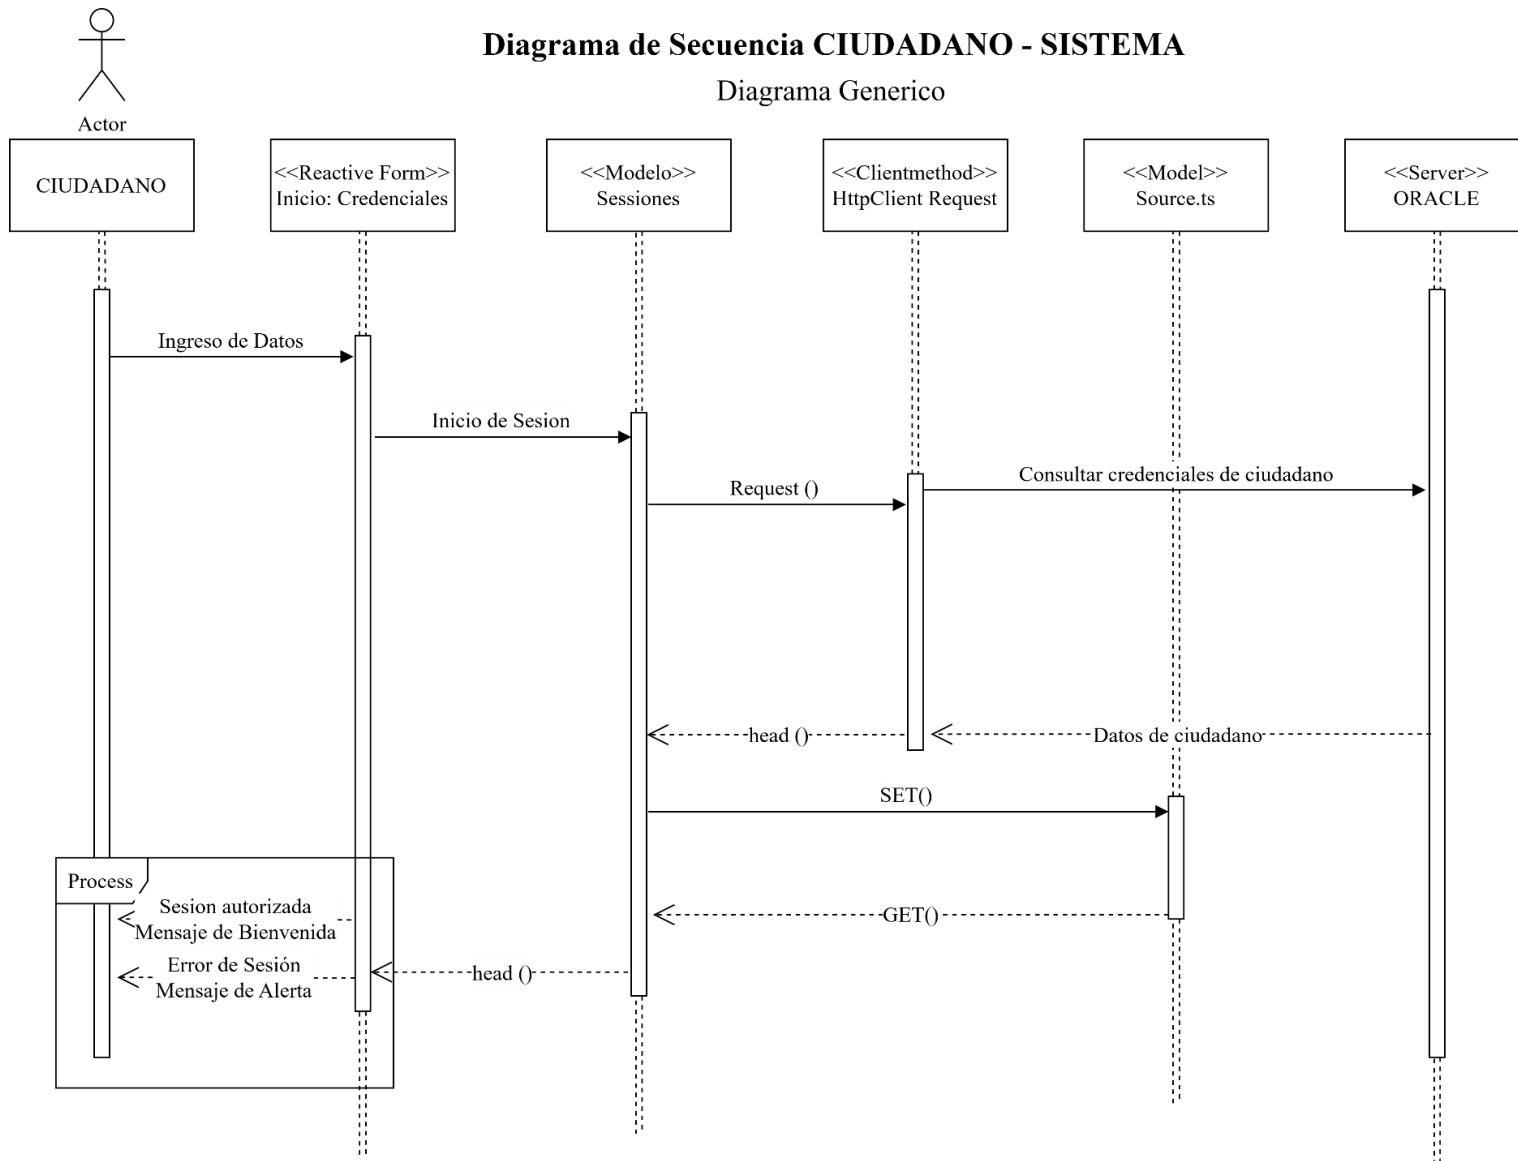 Diagrama de Secuencia CIUDADANO - SISTEMA
Diagrama Generico
Actor
CIUDADANO
<<Reactive Form>>
Inicio: Credenciales
<<Modelo>>
Sessiones
<<Clientmethod>>
HttpClient Request
<<Model>>
Source.ts
<<Server>>
ORACLE
Ingreso de Datos
Inicio de Sesion
Request ()
Consultar credenciales de ciudadano
head ()
Datos de ciudadano
SET()
Process
Sesion autorizada
Mensaje de Bienvenida
GET()
Error de Sesión
Mensaje de Alerta
head ()